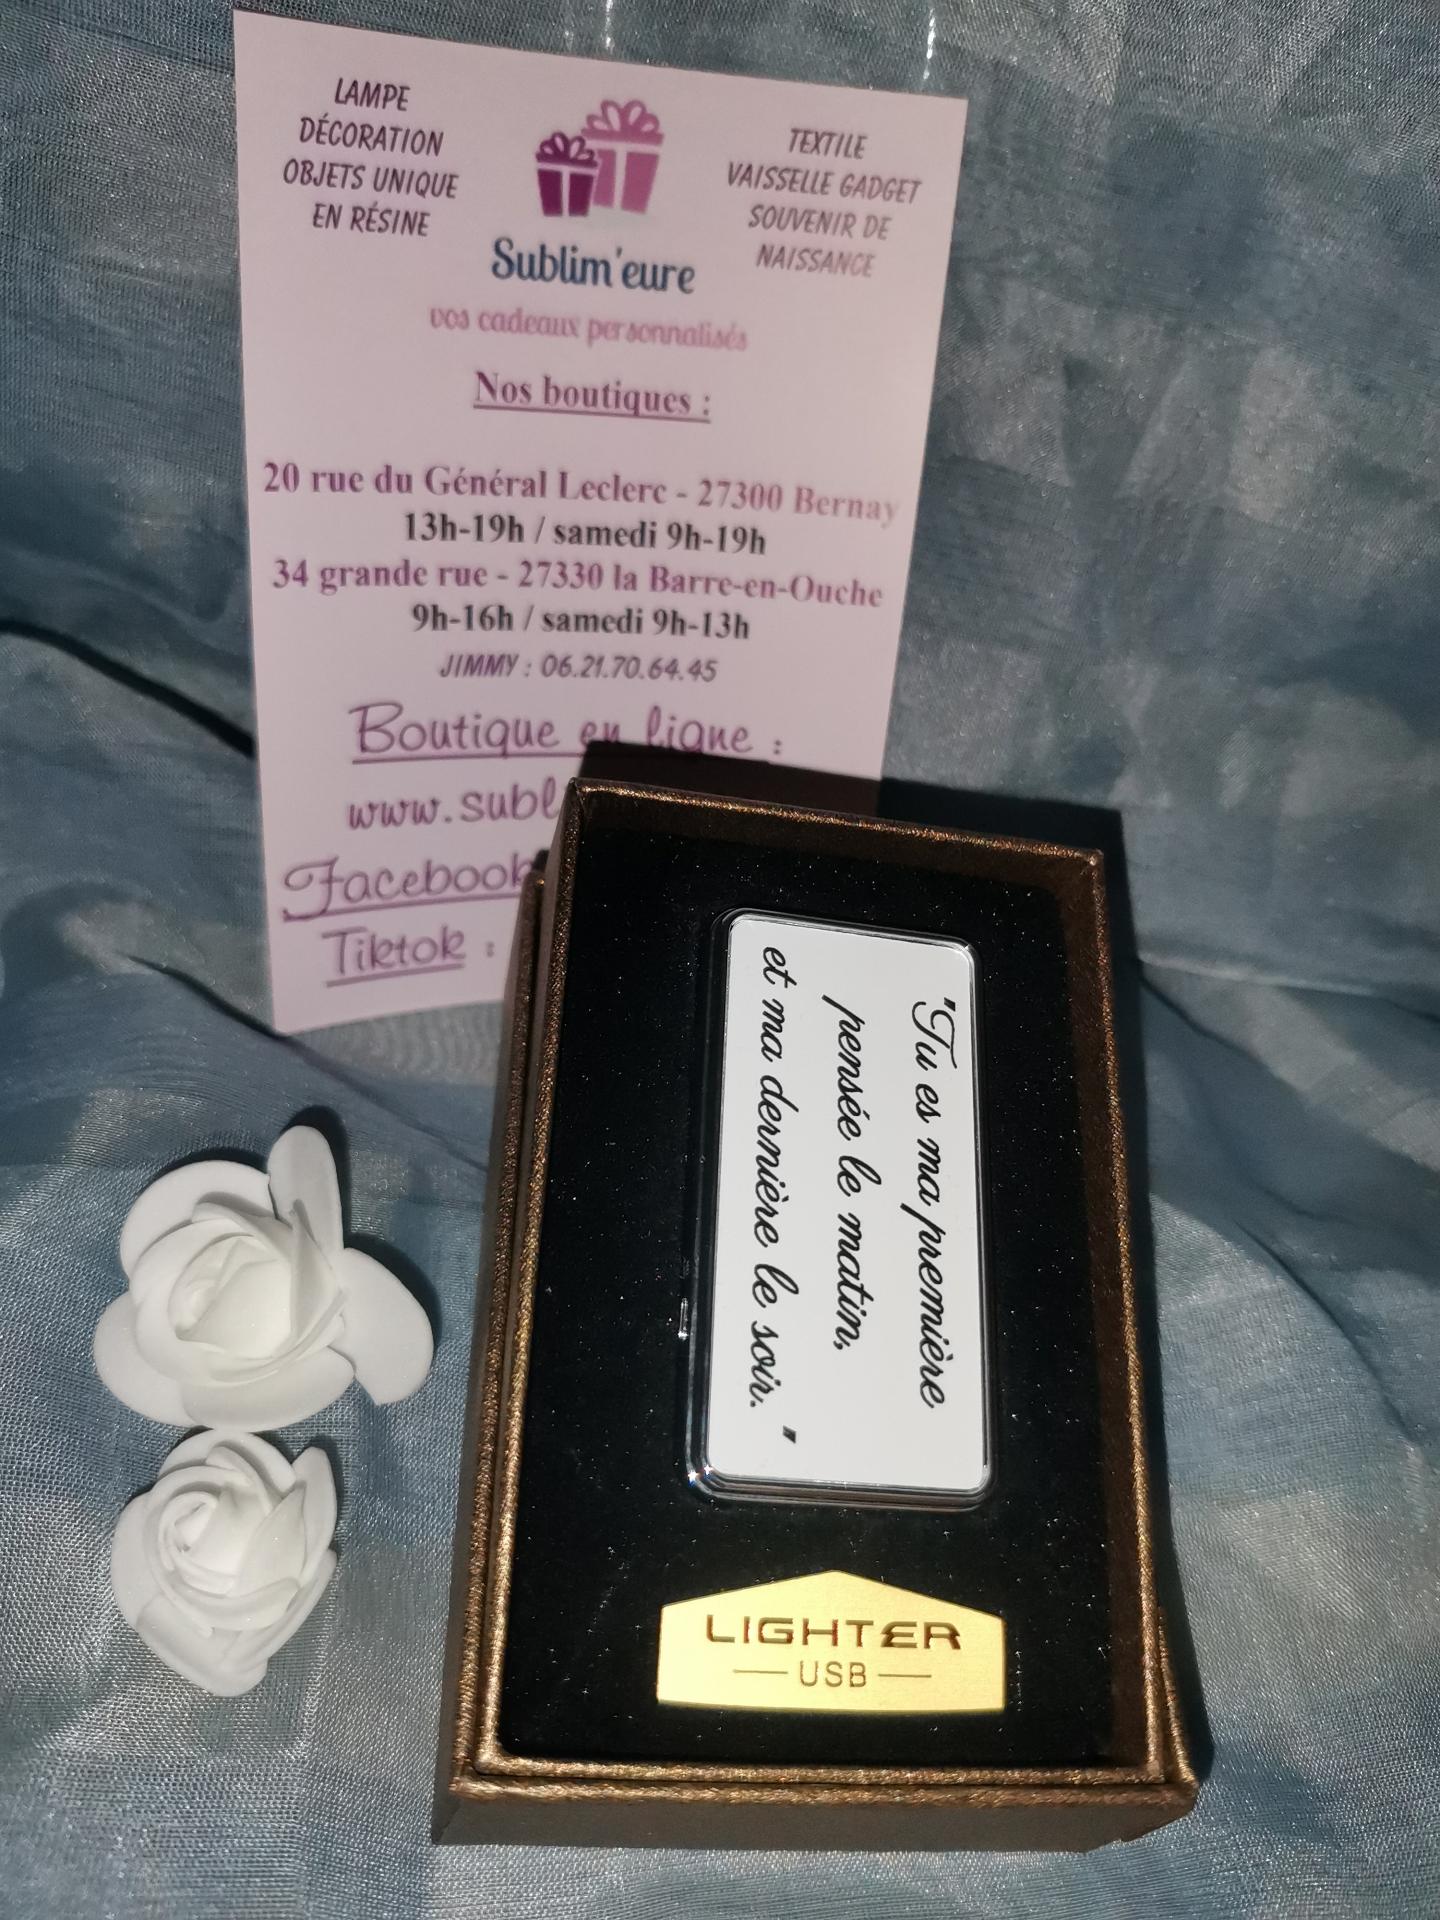 LAMPE
DÉCORATION
OBJETS UNIQUE
EN RÉSINE
TEXTILE
VAISSELLE GADGET
SOUVENIR DE
NAISSANCE
Sublim'eure
vos cadeaux personnalisés
Nos boutiques :
20 rue du Général Leclerc - 27300 Bernay
13h-19h / samedi 9h-19h
34 grande rue - 27330 la Barre-en-Ouche
9h-16h / samedi 9h-13h
JIMMY : 06.21.70.64.45
Boutique en ligne :
www.subl
Facebook
Tiktok :
"Tu es ma première
pensée le matin,
et ma dernière le soir. "
LIGHTER
USB